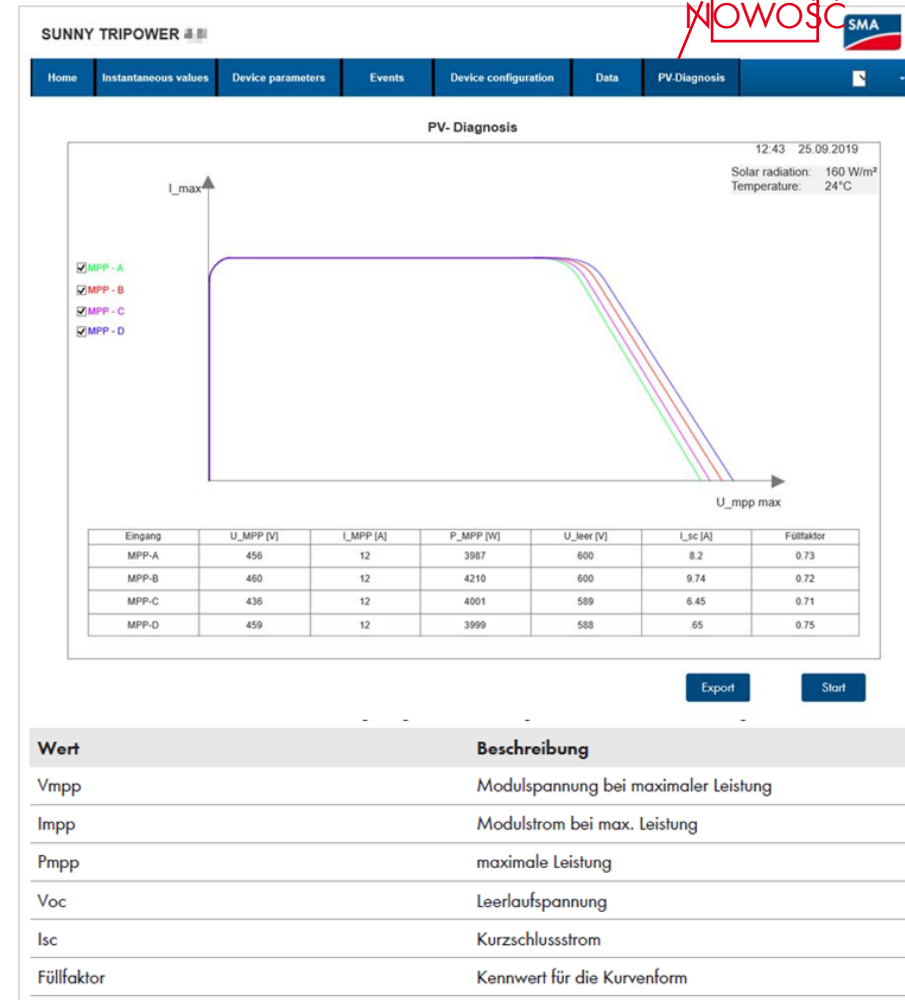 NOWOŚĆ
SUNNY TRIPOWER
SMA
Home Instantaneous values Device parameters Events Device configuration Data PV-Diagnosis
PV- Diagnosis
12:43 25.09.2019
Solar radiation: 160 W/m²
Temperature: 24°C
I_max
MPP - A
MPP - B
MPP - C
MPP - D
U_mpp max
Eingang U_MPP [V] I_MPP [A] P_MPP [W] U_leer [V] I_sc [A] Füllfaktor
MPP-A 456 12 3987 600 8.2 0.73
MPP-B 460 12 4210 600 9.74 0.72
MPP-C 436 12 4001 589 6.45 0.71
MPP-D 459 12 3999 588 .65 0.75
Export Start
Wert Beschreibung
Vmpp Modulspannung bei maximaler Leistung
Impp Modulstrom bei max. Leistung
Pmpp maximale Leistung
Voc Leerlaufspannung
Isc Kurzschlussstrom
Füllfaktor Kennwert für die Kurvenform